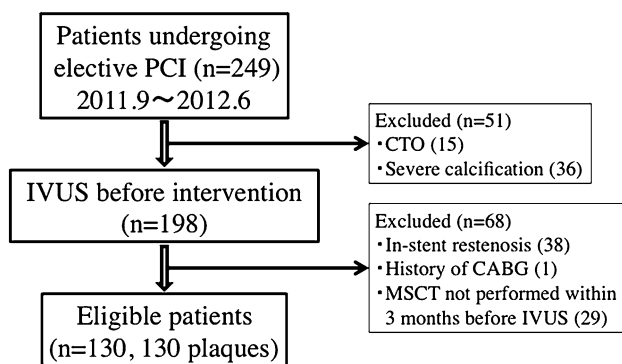 Patients undergoing
elective PCI (n=249)
2011.9～2012.6
Excluded (n=51)
・CTO (15)
・Severe calcification (36)
IVUS before intervention
(n=198)
Excluded (n=68)
・In-stent restenosis (38)
・History of CABG (1)
・MSCT not performed within
3 months before IVUS (29)
Eligible patients
(n=130, 130 plaques)